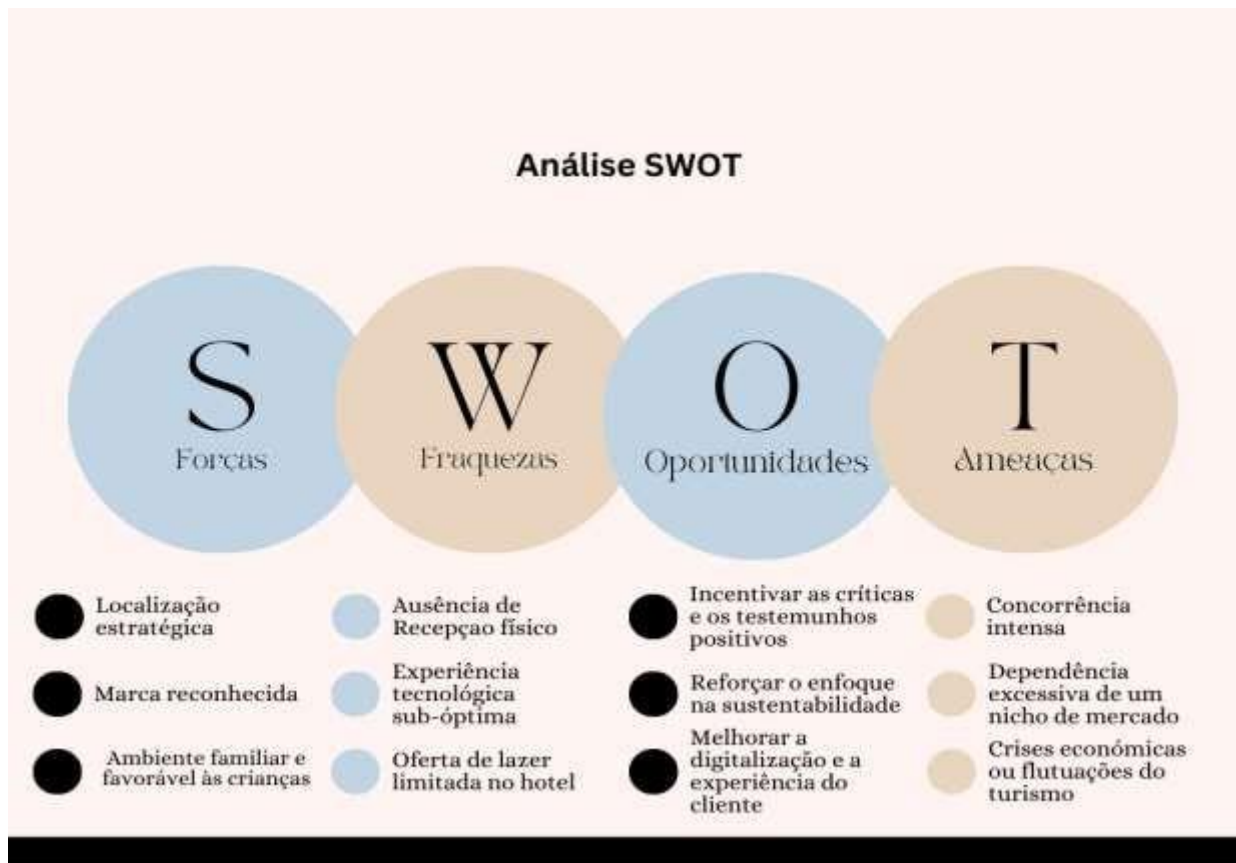 Análise SWOT
S
Forças
W
Fraquezas
O
Oportunidades
T
Ameaças
Localização
estratégica
Marca reconhecida
Ambiente familiar e
favorável às crianças
Ausência de
Recepçao físico
Experiência
tecnológica
sub-óptima
Oferta de lazer
limitada no hotel
Incentivar as críticas
e os testemunhos
positivos
Reforçar o enfoque
na sustentabilidade
Melhorar a
digitalização e a
experiência do
cliente
Concorrência
intensa
Dependência
excessiva de um
nicho de mercado
Crises económicas
ou flutuações do
turismo